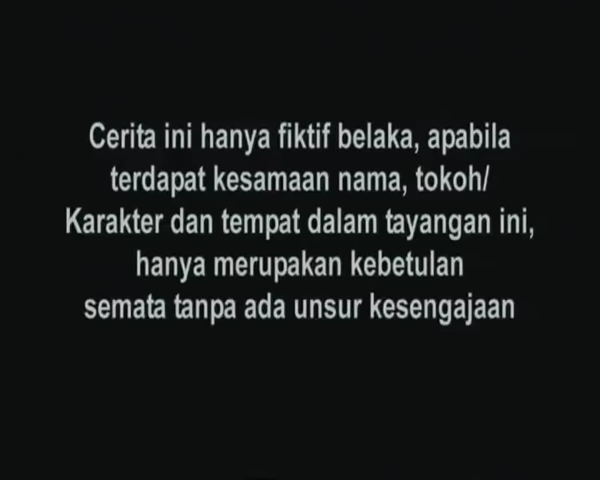 Cerita ini hanya fiktif belaka, apabila
terdapat kesamaan nama, tokoh/
Karakter dan tempat dalam tayangan ini,
hanya merupakan kebetulan
semata tanpa ada unsur kesengajaan